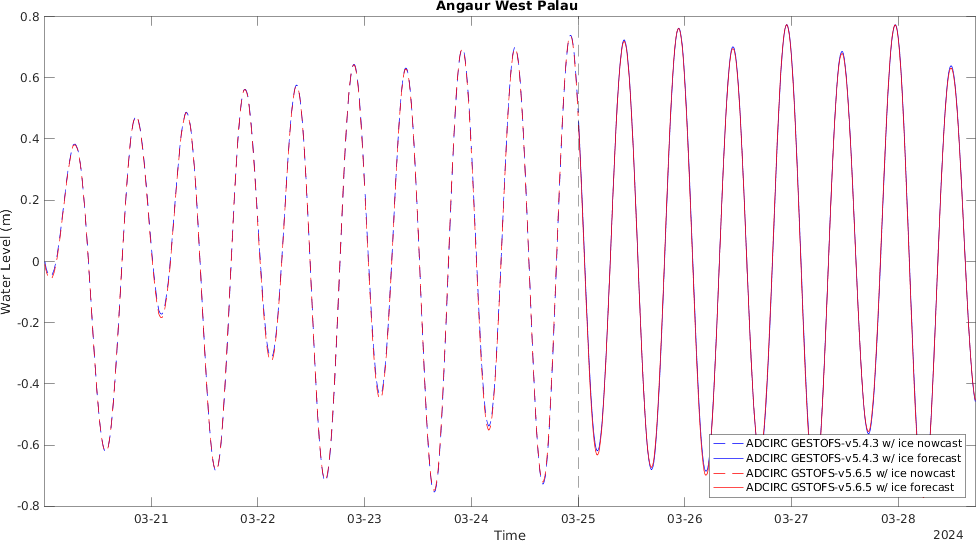 Angaur West Palau
0.8
0.6
0.4
0.2
0
-0.2
-0.4
-0.6
-0.8
Water Level (m)
03-21 03-22 03-23 03-24 03-25 03-26 03-27 03-28
Time
2024
ADCIRC GESTOFS-v5.4.3 w/ ice nowcast
ADCIRC GESTOFS-v5.4.3 w/ ice forecast
ADCIRC GSTOFS-v5.6.5 w/ ice nowcast
ADCIRC GSTOFS-v5.6.5 w/ ice forecast